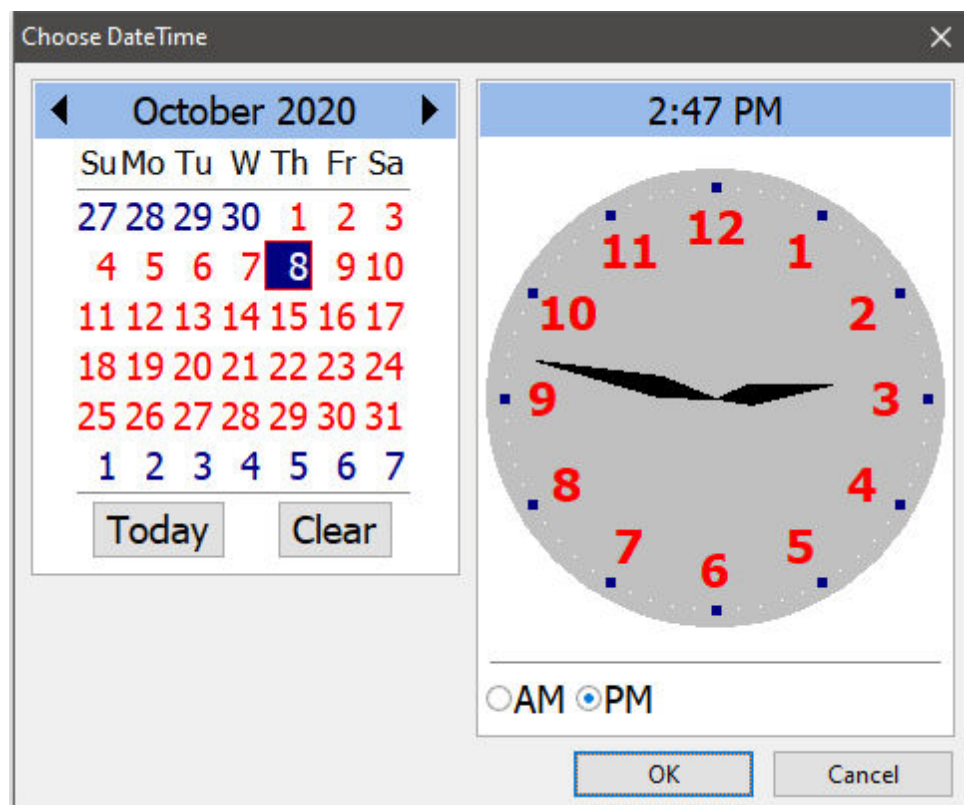 Choose DateTime
October 2020
Su Mo Tu W Th Fr Sa
27 28 29 30 1 2 3
4 5 6 7 8 9 10
11 12 13 14 15 16 17
18 19 20 21 22 23 24
25 26 27 28 29 30 31
1 2 3 4 5 6 7
Today Clear
2:47 PM
12
11 1
10 2
9 3
8 4
7 5
6
AM PM
OK Cancel